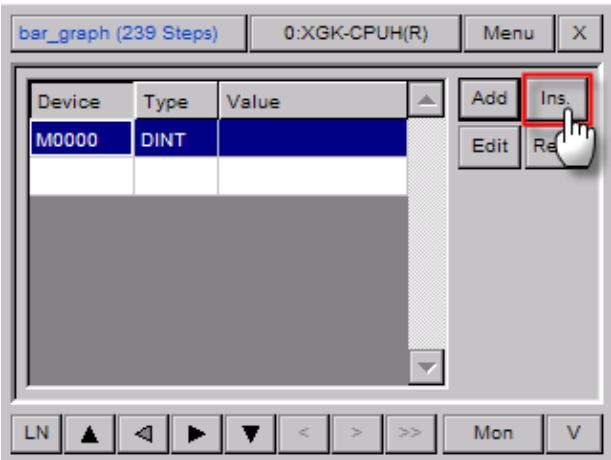 bar_graph (239 Steps) 0:XGK-CPUH(R) Menu X
Device Type Value Add Ins.
M0000 DINT Edit
LN < > >> Mon V